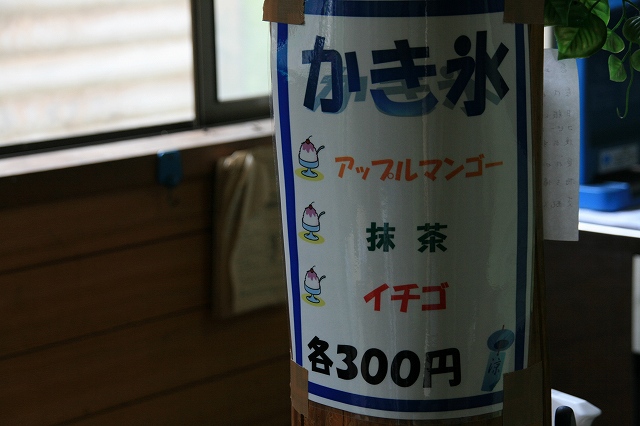 かき氷
アップルマンゴー
抹茶
イチゴ
各300円